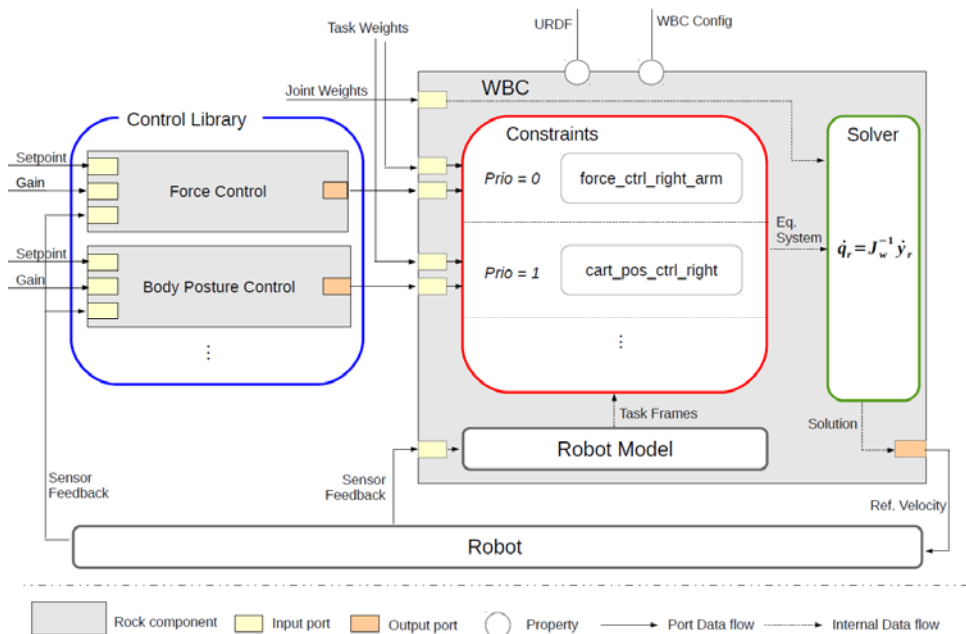 URDF
WBC Config
Task Weights
Joint Weights
WBC
Control Library
Constraints
Solver
Setpoint
Gain
Force Control
Prio = 0
force_ctrl_right_arm
Eq.
System
q̇r = Jw⁻¹ ẏr
Setpoint
Gain
Body Posture Control
Prio = 1
cart_pos_ctrl_right
⋮
⋮
Task Frames
Solution
Robot Model
Sensor
Feedback
Sensor
Feedback
Ref. Velocity
Robot
Rock component
Input port
Output port
Property
Port Data flow
Internal Data flow